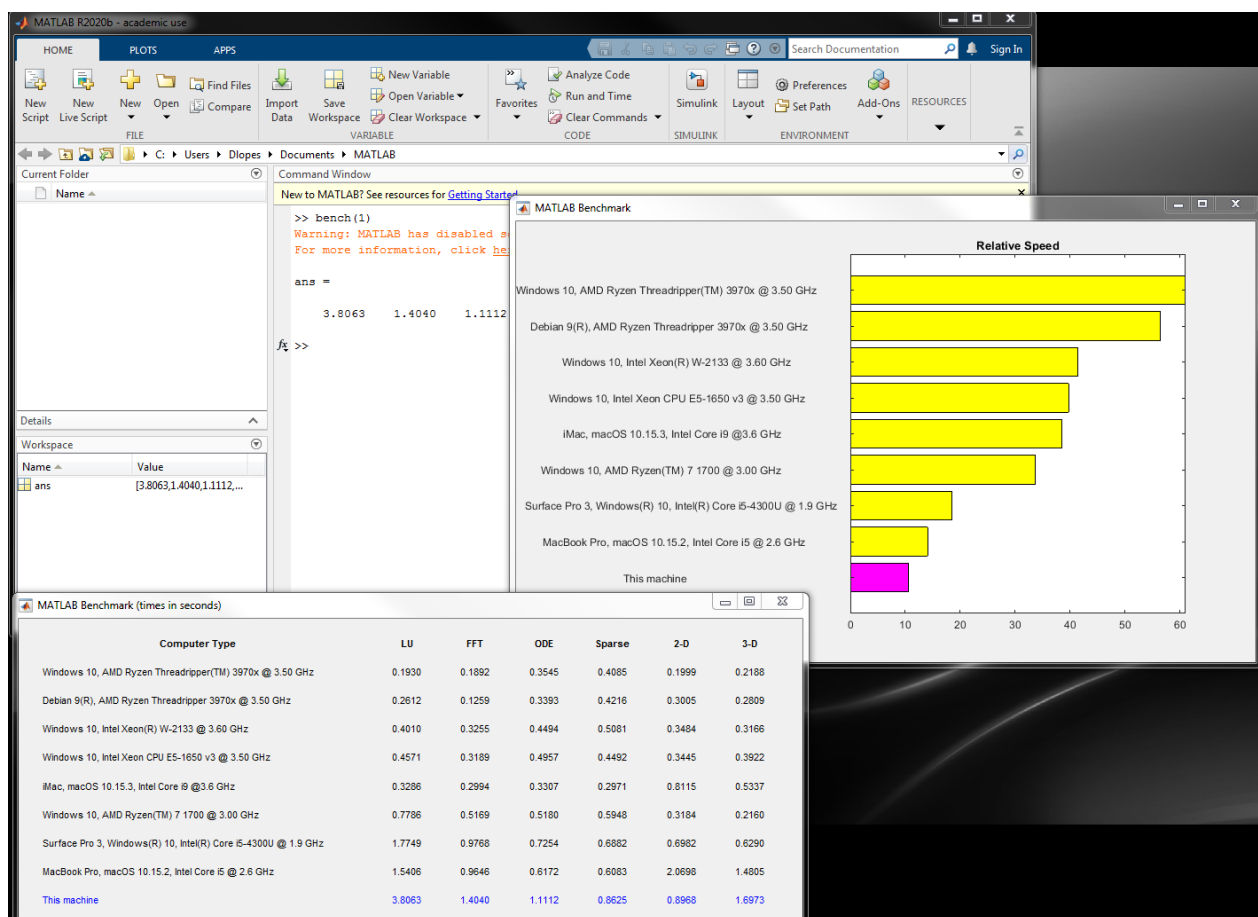 MATLAB R2020b - academic use
HOME PLOTS APPS Search Documentation Sign In
New Script New Live Script New Open Find Files Compare FILE
Import Data Save Workspace New Variable Open Variable Clear Workspace VARIABLE
Favorites Analyze Code Run and Time Clear Commands CODE
Simulink SIMULINK
Layout Preferences Set Path Add-Ons ENVIRONMENT
RESOURCES
C: Users Dlopes Documents MATLAB
Current Folder
Name
Details
Workspace
Name Value
ans [3.8063,1.4040,1.1112,...
Command Window
New to MATLAB? See resources for Getting Started
>> bench(1)
Warning: MATLAB has disabled
For more information, click
ans =
3.8063 1.4040 1.1112
fx >>
MATLAB Benchmark
Relative Speed
Windows 10, AMD Ryzen Threadripper(TM) 3970x @ 3.50 GHz
Debian 9(R), AMD Ryzen Threadripper 3970x @ 3.50 GHz
Windows 10, Intel Xeon(R) W-2133 @ 3.60 GHz
Windows 10, Intel Xeon CPU E5-1650 v3 @ 3.50 GHz
iMac, macOS 10.15.3, Intel Core i9 @3.6 GHz
Windows 10, AMD Ryzen(TM) 7 1700 @ 3.00 GHz
Surface Pro 3, Windows(R) 10, Intel(R) Core i5-4300U @ 1.9 GHz
MacBook Pro, macOS 10.15.2, Intel Core i5 @ 2.6 GHz
This machine
0 10 20 30 40 50 60
MATLAB Benchmark (times in seconds)
Computer Type LU FFT ODE Sparse 2-D 3-D
Windows 10, AMD Ryzen Threadripper(TM) 3970x @ 3.50 GHz 0.1930 0.1892 0.3545 0.4085 0.1999 0.2188
Debian 9(R), AMD Ryzen Threadripper 3970x @ 3.50 GHz 0.2612 0.1259 0.3393 0.4216 0.3005 0.2809
Windows 10, Intel Xeon(R) W-2133 @ 3.60 GHz 0.4010 0.3255 0.4494 0.5081 0.3484 0.3166
Windows 10, Intel Xeon CPU E5-1650 v3 @ 3.50 GHz 0.4571 0.3189 0.4957 0.4492 0.3445 0.3922
iMac, macOS 10.15.3, Intel Core i9 @3.6 GHz 0.3286 0.2994 0.3307 0.2971 0.8115 0.5337
Windows 10, AMD Ryzen(TM) 7 1700 @ 3.00 GHz 0.7786 0.5169 0.5180 0.5948 0.3184 0.2160
Surface Pro 3, Windows(R) 10, Intel(R) Core i5-4300U @ 1.9 GHz 1.7749 0.9768 0.7254 0.6882 0.6982 0.6290
MacBook Pro, macOS 10.15.2, Intel Core i5 @ 2.6 GHz 1.5406 0.9646 0.6172 0.6083 2.0698 1.4805
This machine 3.8063 1.4040 1.1112 0.8625 0.8968 1.6973